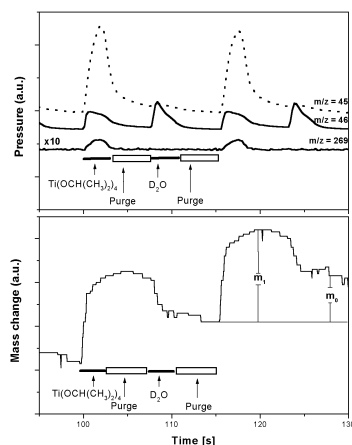 Pressure (a.u.)
m/z = 45
m/z = 46
x10
m/z = 269
Ti(OCH(CH₃)₂)₄
D₂O
Purge
Purge
Mass change (a.u.)
m₁
m₀
Ti(OCH(CH₃)₂)₄
D₂O
Purge
Purge
100 110 120 130
Time [s]